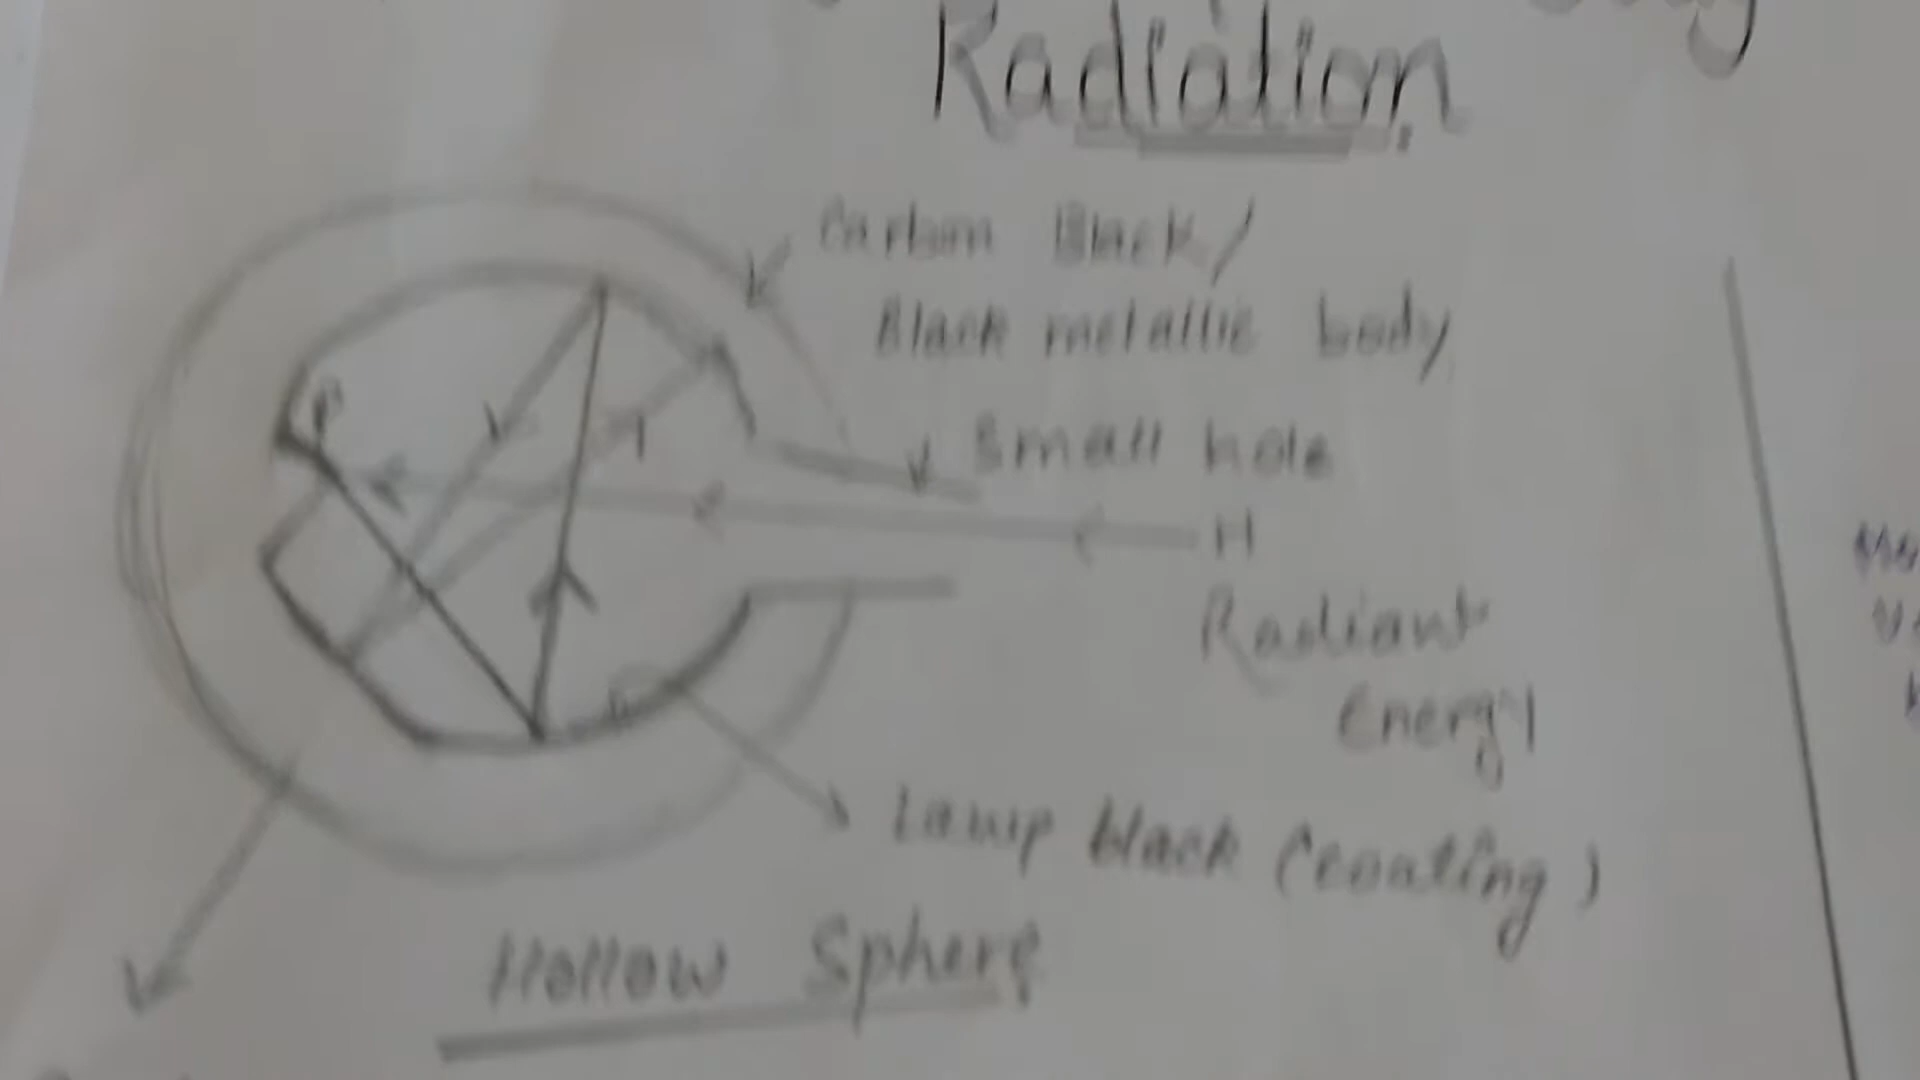 Radiation
Carbon Black/
Black metallic body
P
Small hole
H
Radiant
Energy
Lamp black (coating)
Hollow Sphere